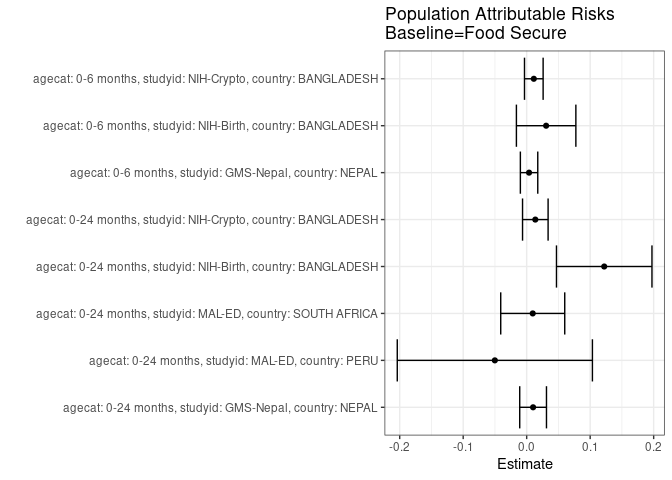 Population Attributable Risks
Baseline=Food Secure
agecat: 0-6 months, studyid: NIH-Crypto, country: BANGLADESH
agecat: 0-6 months, studyid: NIH-Birth, country: BANGLADESH
agecat: 0-6 months, studyid: GMS-Nepal, country: NEPAL
agecat: 0-24 months, studyid: NIH-Crypto, country: BANGLADESH
agecat: 0-24 months, studyid: NIH-Birth, country: BANGLADESH
agecat: 0-24 months, studyid: MAL-ED, country: SOUTH AFRICA
agecat: 0-24 months, studyid: MAL-ED, country: PERU
agecat: 0-24 months, studyid: GMS-Nepal, country: NEPAL
-0.2 -0.1 0.0 0.1 0.2
Estimate